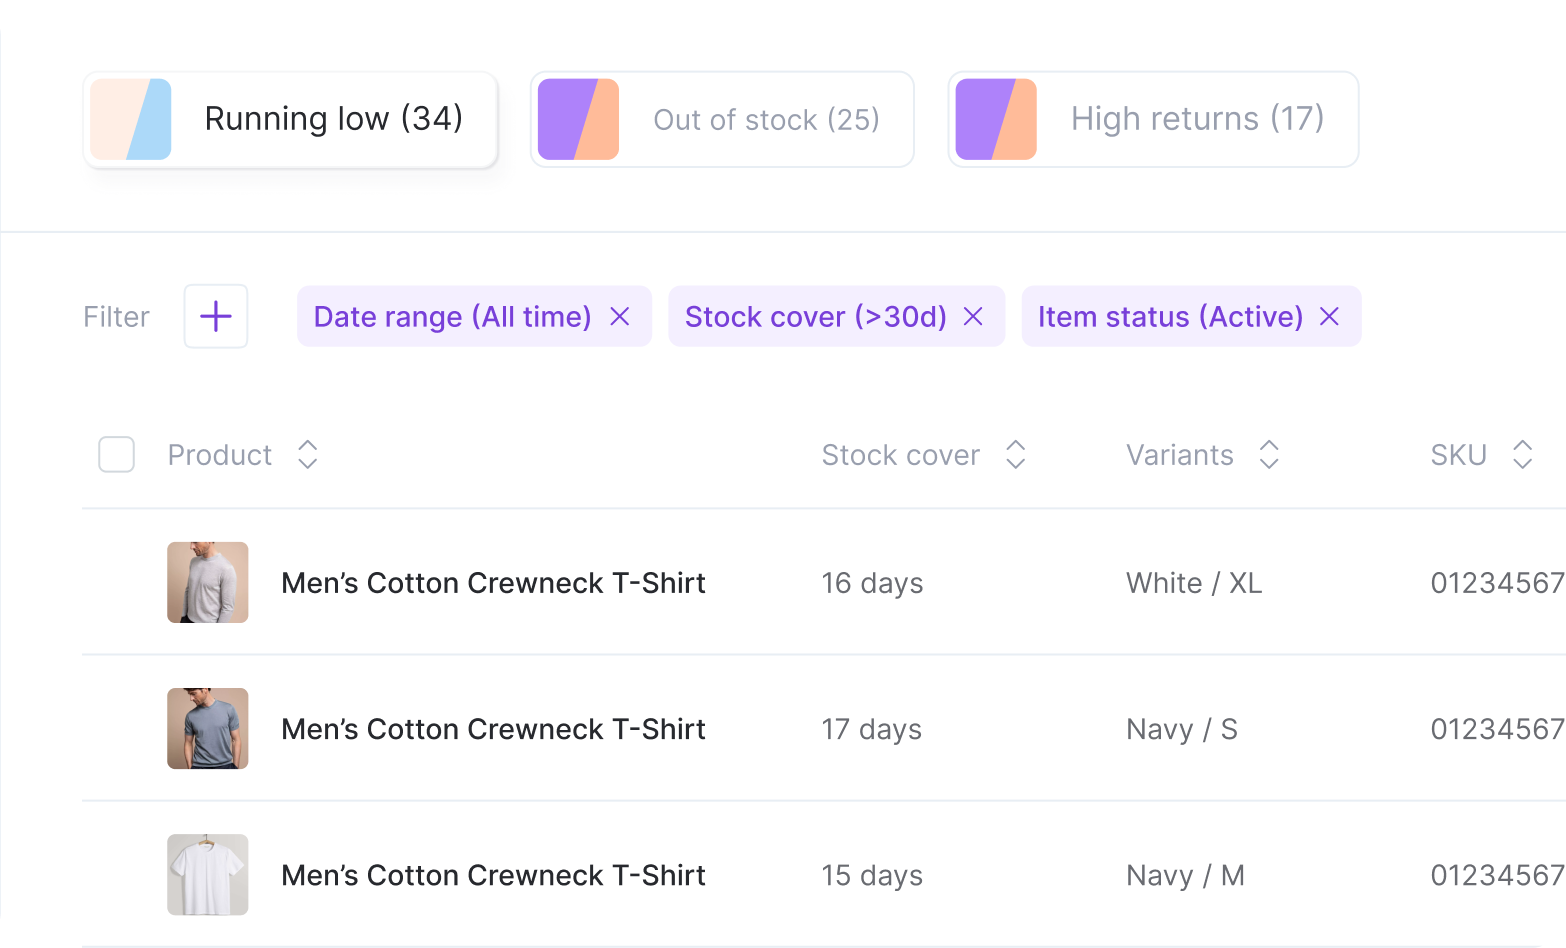 Running low (34)
Out of stock (25)
High returns (17)
Filter
Date range (All time)
Stock cover (>30d)
Item status (Active)
Product
Stock cover
Variants
SKU
Men’s Cotton Crewneck T-Shirt
16 days
White / XL
01234567
Men’s Cotton Crewneck T-Shirt
17 days
Navy / S
01234567
Men’s Cotton Crewneck T-Shirt
15 days
Navy / M
01234567